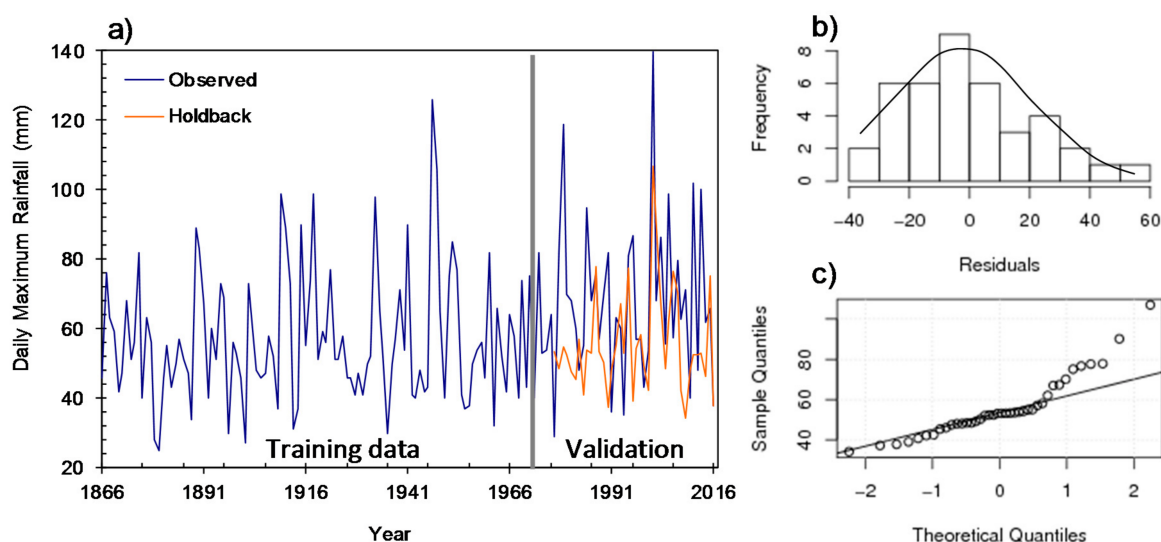 a)
140
120
100
80
60
40
20
Daily Maximum Rainfall (mm)
Observed
Holdback
Training data
Validation
1866
1891
1916
1941
1966
1991
2016
Year
b)
8
6
4
2
0
Frequency
-40
-20
0
20
40
60
Residuals
c)
80
60
40
Sample Quantiles
-2
-1
0
1
2
Theoretical Quantiles